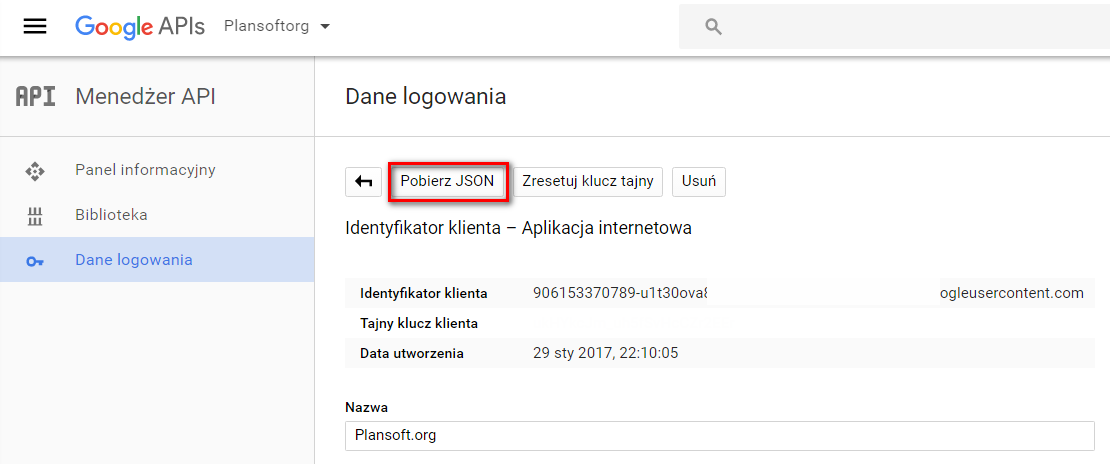 Google APIs Plansoftorg
API Menedżer API
Panel informacyjny
Biblioteka
Dane logowania
Dane logowania
Pobierz JSON Zresetuj klucz tajny Usuń
Identyfikator klienta – Aplikacja internetowa
Identyfikator klienta 906153370789-u1t30ova8 ogleusercontent.com
Tajny klucz klienta
Data utworzenia 29 sty 2017, 22:10:05
Nazwa
Plansoft.org